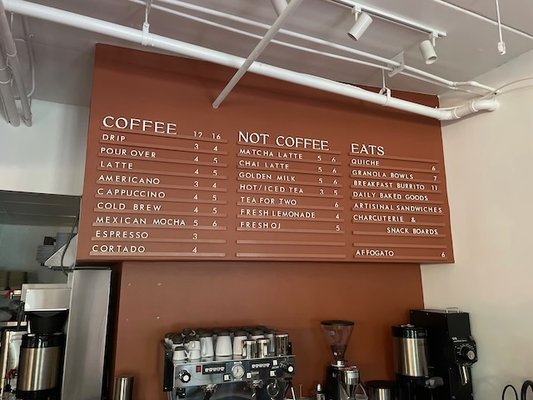 COFFEE 12 16
DRIP 3 4
POUR OVER 4
LATTE 4 5
AMERICANO 3 4
CAPPUCCINO 4 5
COLD BREW 4 5
MEXICAN MOCHA 5 6
ESPRESSO 3
CORTADO 4
NOT COFFEE
MATCHA LATTE 5 6
CHAI LATTE 5 6
GOLDEN MILK 5 6
HOT/ICED TEA 3 5
TEA FOR TWO 6
FRESH LEMONADE 4
FRESH OJ 5
EATS
QUICHE 6
GRANOLA BOWLS 7
BREAKFAST BURRITO 11
DAILY BAKED GOODS
ARTISINAL SANDWICHES
CHARCUTERIE &
SNACK BOARDS
AFFOGATO 6